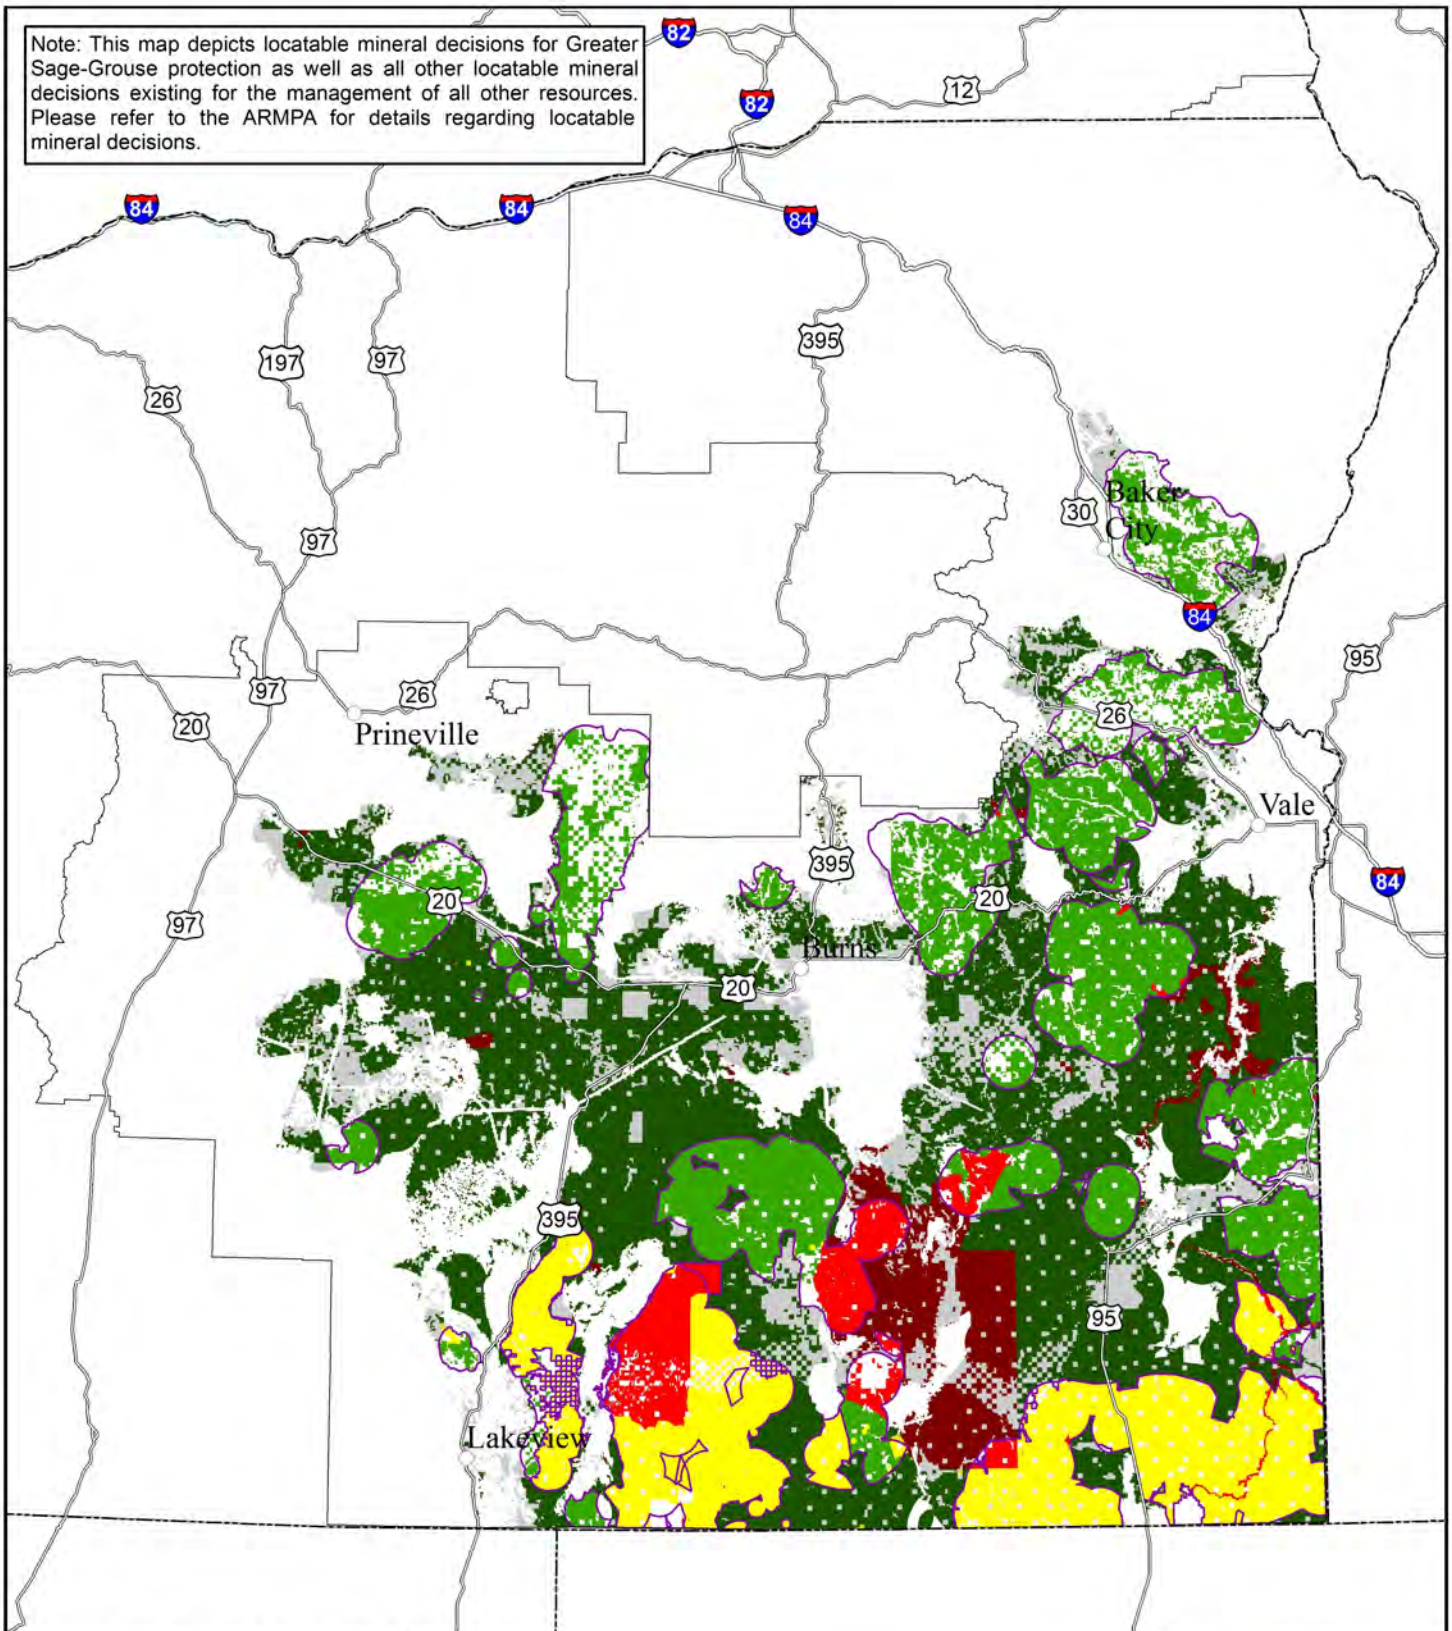 Note: This map depicts locatable mineral decisions for Greater
Sage-Grouse protection as well as all other locatable mineral
decisions existing for the management of all other resources.
Please refer to the ARMPA for details regarding locatable
mineral decisions.
82
82
12
84
84
84
197
97
395
26
Baker
City
30
97
84
95
97
26
20
26
Prineville
Vale
395
84
20
20
97
Burns
20
395
95
Lakeview